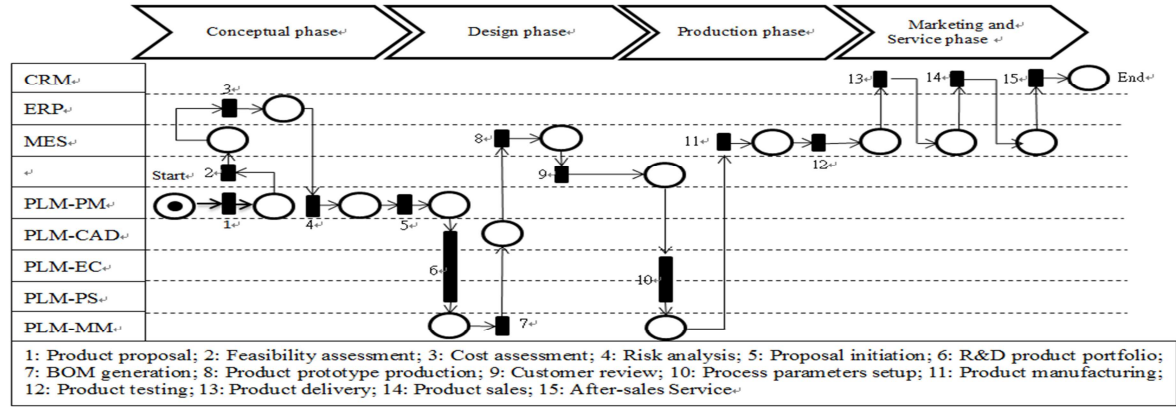 Conceptual phase
Design phase
Production phase
Marketing and
Service phase
CRM
ERP
MES
PLM-PM
PLM-CAD
PLM-EC
PLM-PS
PLM-MM
Start
End
1
2
3
4
5
6
7
8
9
10
11
12
13
14
15
1: Product proposal; 2: Feasibility assessment; 3: Cost assessment; 4: Risk analysis; 5: Proposal initiation; 6: R&D product portfolio;
7: BOM generation; 8: Product prototype production; 9: Customer review; 10: Process parameters setup; 11: Product manufacturing;
12: Product testing; 13: Product delivery; 14: Product sales; 15: After-sales Service